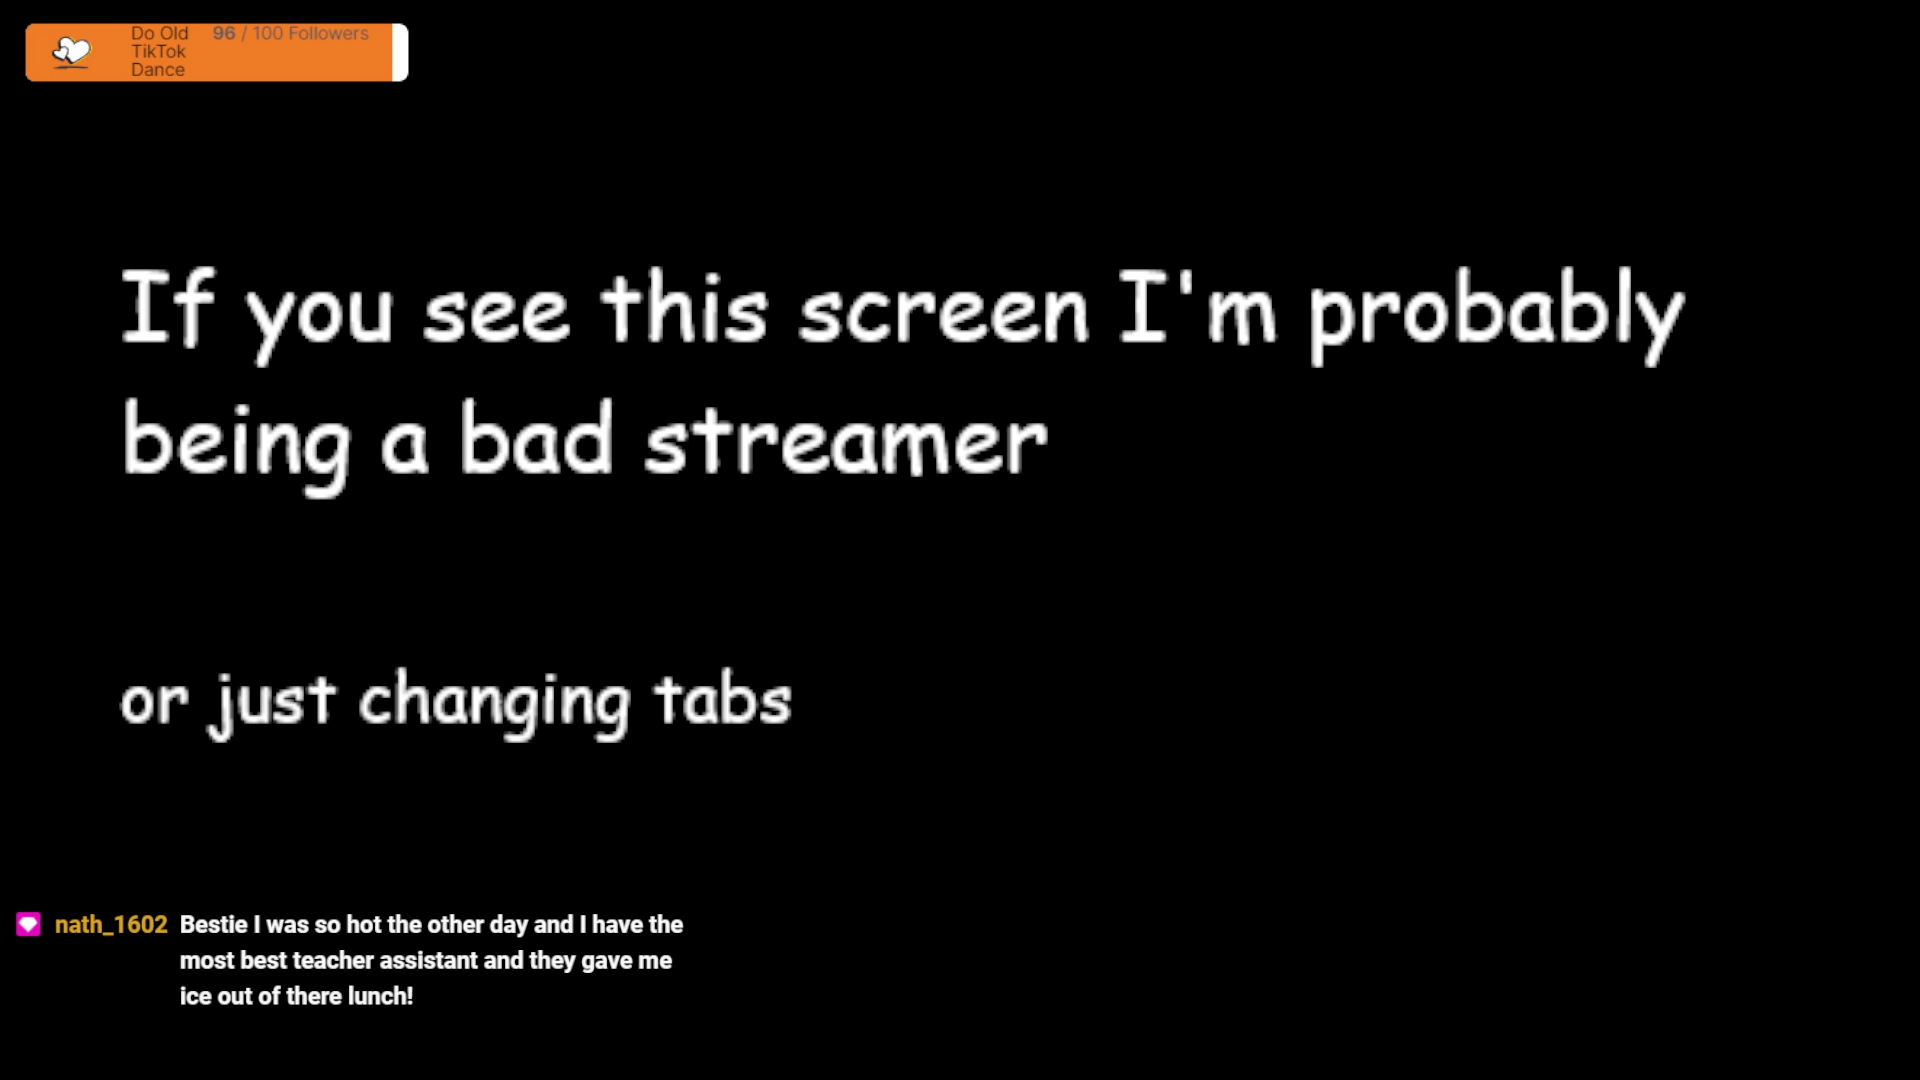 Do Old TikTok Dance
96 / 100 Followers
If you see this screen I'm probably
being a bad streamer
or just changing tabs
nath_1602 Bestie I was so hot the other day and I have the
most best teacher assistant and they gave me
ice out of there lunch!